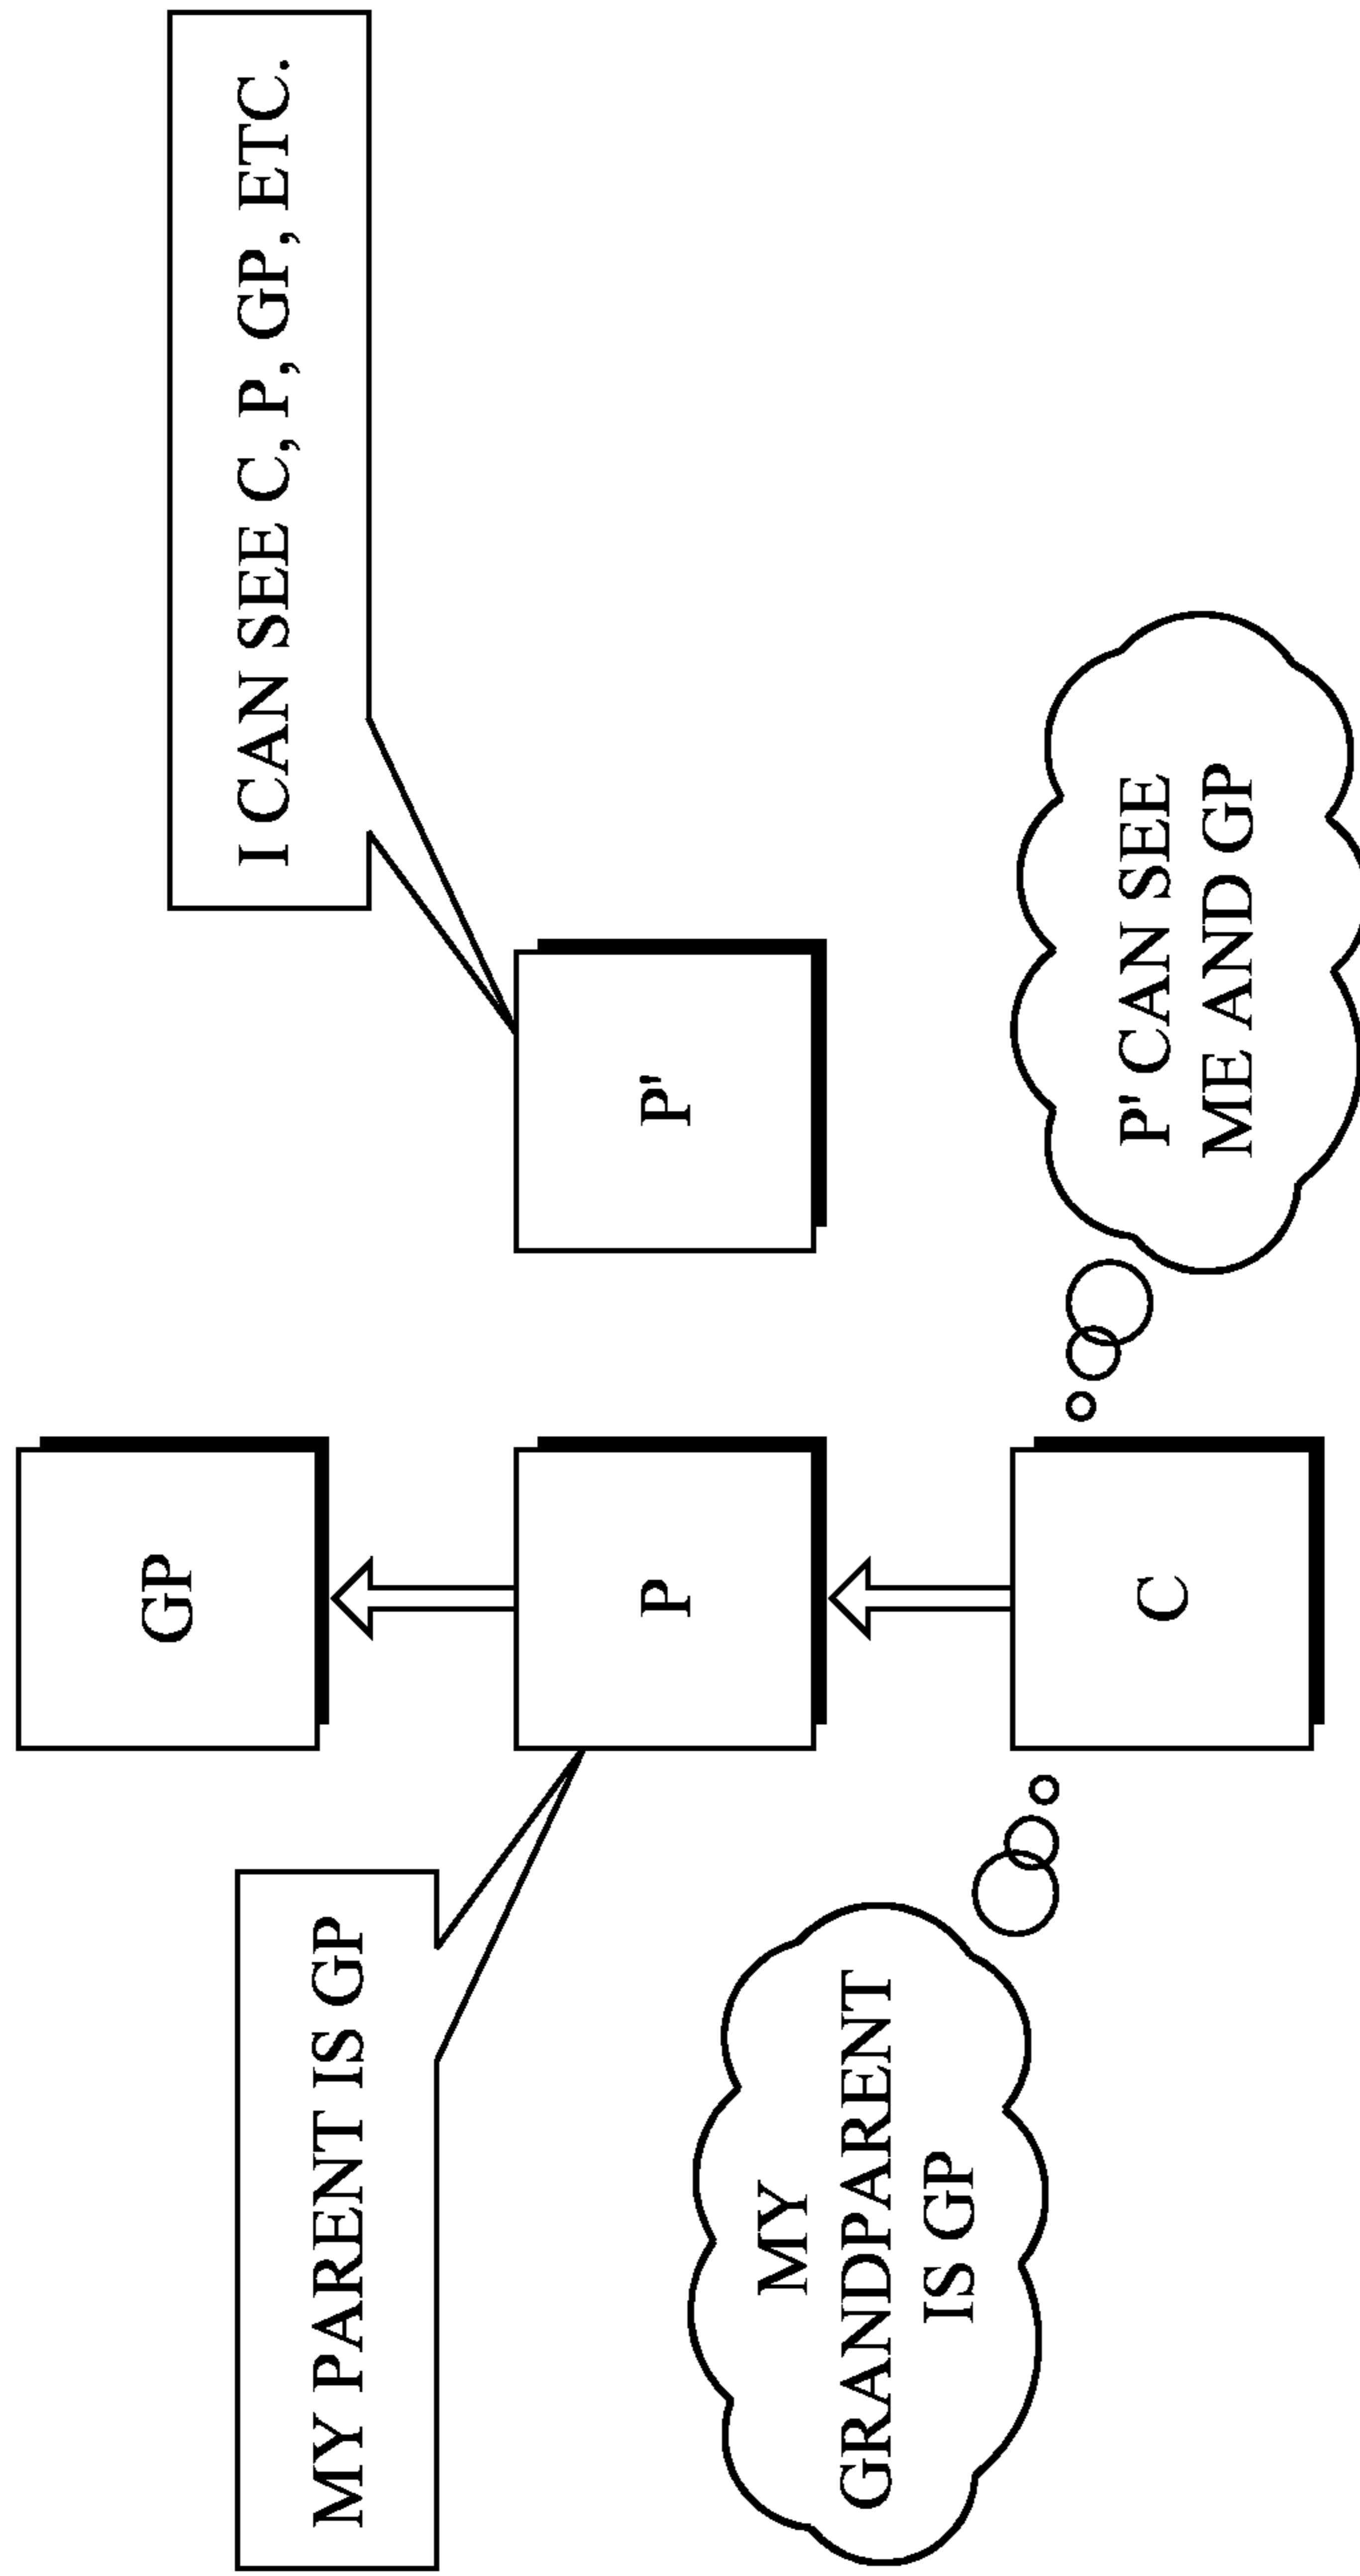 GP
MY PARENT IS GP
I CAN SEE C, P, GP, ETC.
P
P'
MY
GRANDPARENT
IS GP
C
P' CAN SEE
ME AND GP